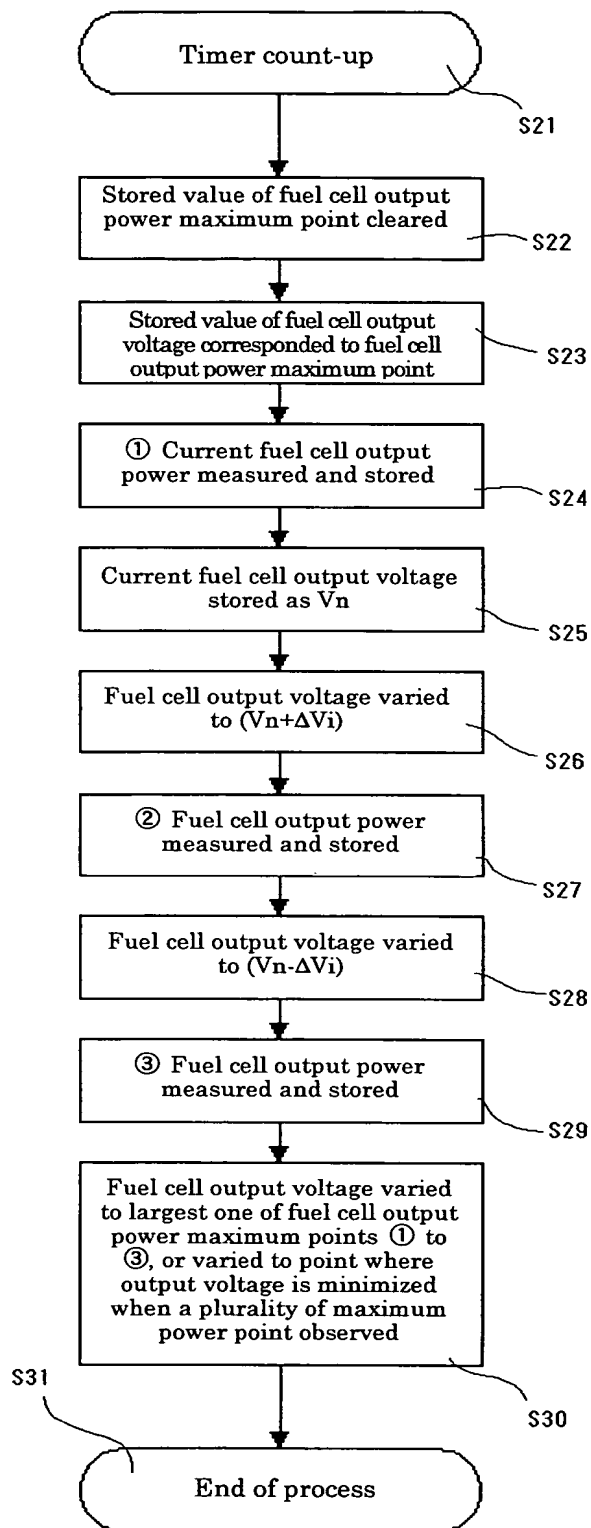 Timer count-up
S21
Stored value of fuel cell output
power maximum point cleared
S22
Stored value of fuel cell output
voltage corresponded to fuel cell
output power maximum point
S23
① Current fuel cell output
power measured and stored
S24
Current fuel cell output voltage
stored as Vn
S25
Fuel cell output voltage varied
to (Vn+ΔVi)
S26
② Fuel cell output power
measured and stored
S27
Fuel cell output voltage varied
to (Vn-ΔVi)
S28
③ Fuel cell output power
measured and stored
S29
Fuel cell output voltage varied
to largest one of fuel cell output
power maximum points ① to
③, or varied to point where
output voltage is minimized
when a plurality of maximum
power point observed
S30
S31
End of process